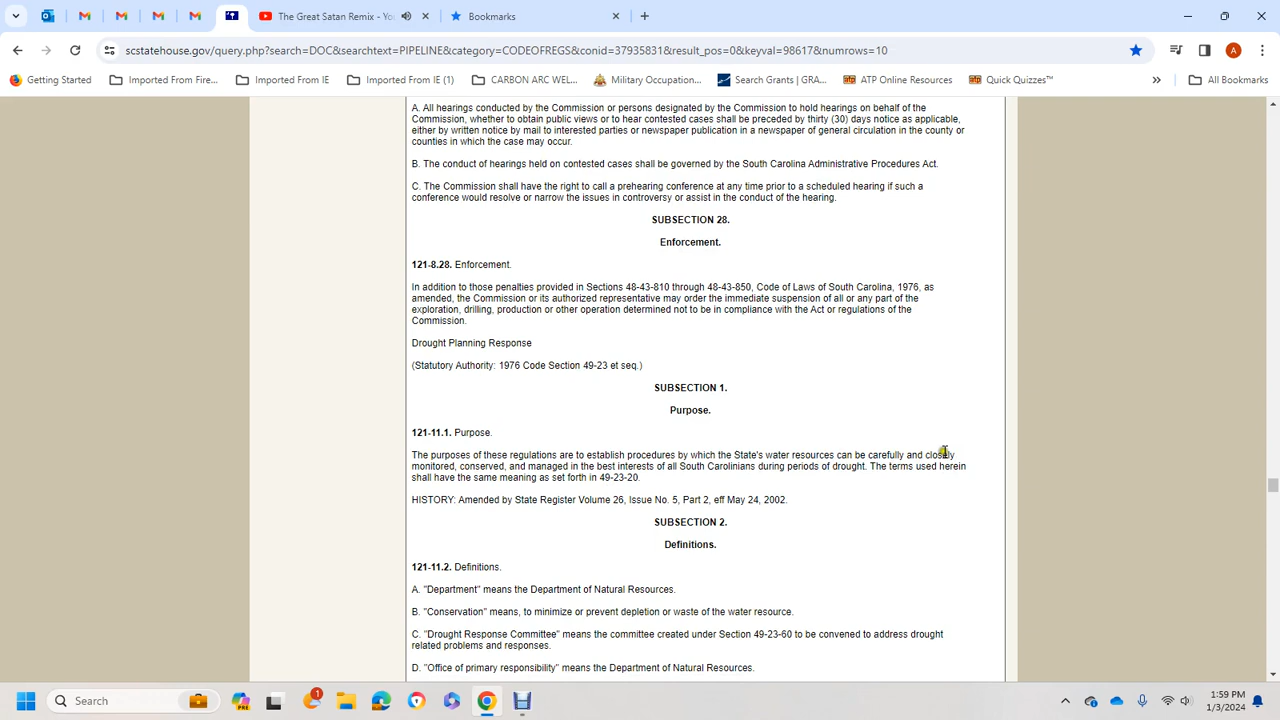 The Great Satan Remix - Yo
Bookmarks
scstatehouse.gov/query.php?search=DOC&searchtext=PIPELINE&category=CODEOFREGS&conid=37935831&result_pos=0&keyval=98617&numrows=10
A
Getting Started
Imported From Fire...
Imported From IE
Imported From IE (1)
CARBON ARC WEL...
Military Occupation...
Search Grants | GRA...
ATP Online Resources
Quick Quizzes™
»
All Bookmarks
A. All hearings conducted by the Commission or persons designated by the Commission to hold hearings on behalf of the
Commission, whether to obtain public views or to hear contested cases shall be preceded by thirty (30) days notice as applicable,
either by written notice by mail to interested parties or newspaper publication in a newspaper of general circulation in the county or
counties in which the case may occur.
B. The conduct of hearings held on contested cases shall be governed by the South Carolina Administrative Procedures Act.
C. The Commission shall have the right to call a prehearing conference at any time prior to a scheduled hearing if such a
conference would resolve or narrow the issues in controversy or assist in the conduct of the hearing.
SUBSECTION 28.
Enforcement.
121-8.28. Enforcement.
In addition to those penalties provided in Sections 48-43-810 through 48-43-850, Code of Laws of South Carolina, 1976, as
amended, the Commission or its authorized representative may order the immediate suspension of all or any part of the
exploration, drilling, production or other operation determined not to be in compliance with the Act or regulations of the
Commission.
Drought Planning Response
(Statutory Authority: 1976 Code Section 49-23 et seq.)
SUBSECTION 1.
Purpose.
121-11.1. Purpose.
The purposes of these regulations are to establish procedures by which the State's water resources can be carefully and closely
monitored, conserved, and managed in the best interests of all South Carolinians during periods of drought. The terms used herein
shall have the same meaning as set forth in 49-23-20.
HISTORY: Amended by State Register Volume 26, Issue No. 5, Part 2, eff May 24, 2002.
SUBSECTION 2.
Definitions.
121-11.2. Definitions.
A. "Department" means the Department of Natural Resources.
B. "Conservation" means, to minimize or prevent depletion or waste of the water resource.
C. "Drought Response Committee" means the committee created under Section 49-23-60 to be convened to address drought
related problems and responses.
D. "Office of primary responsibility" means the Department of Natural Resources.
Search
PRE
1
1:59 PM
1/3/2024